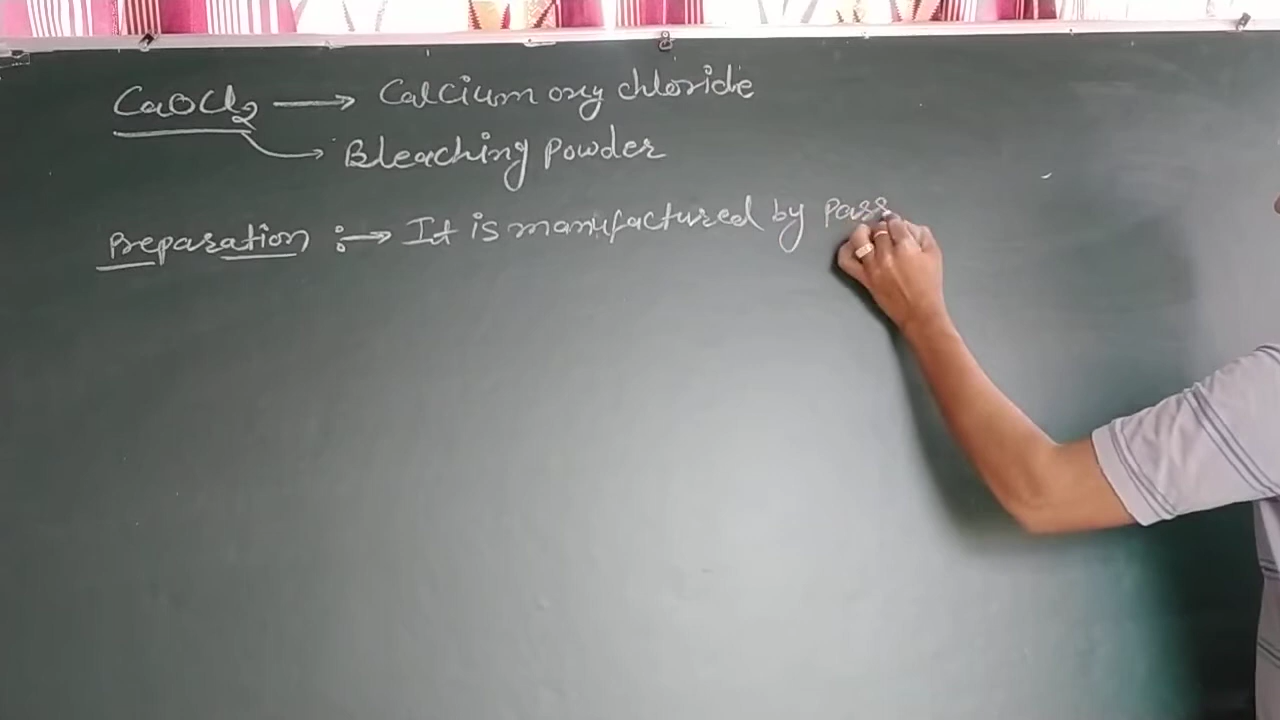 CaOCl2 → Calcium oxy chloride
→ Bleaching Powder
Preparation :→ It is manufactured by Pass